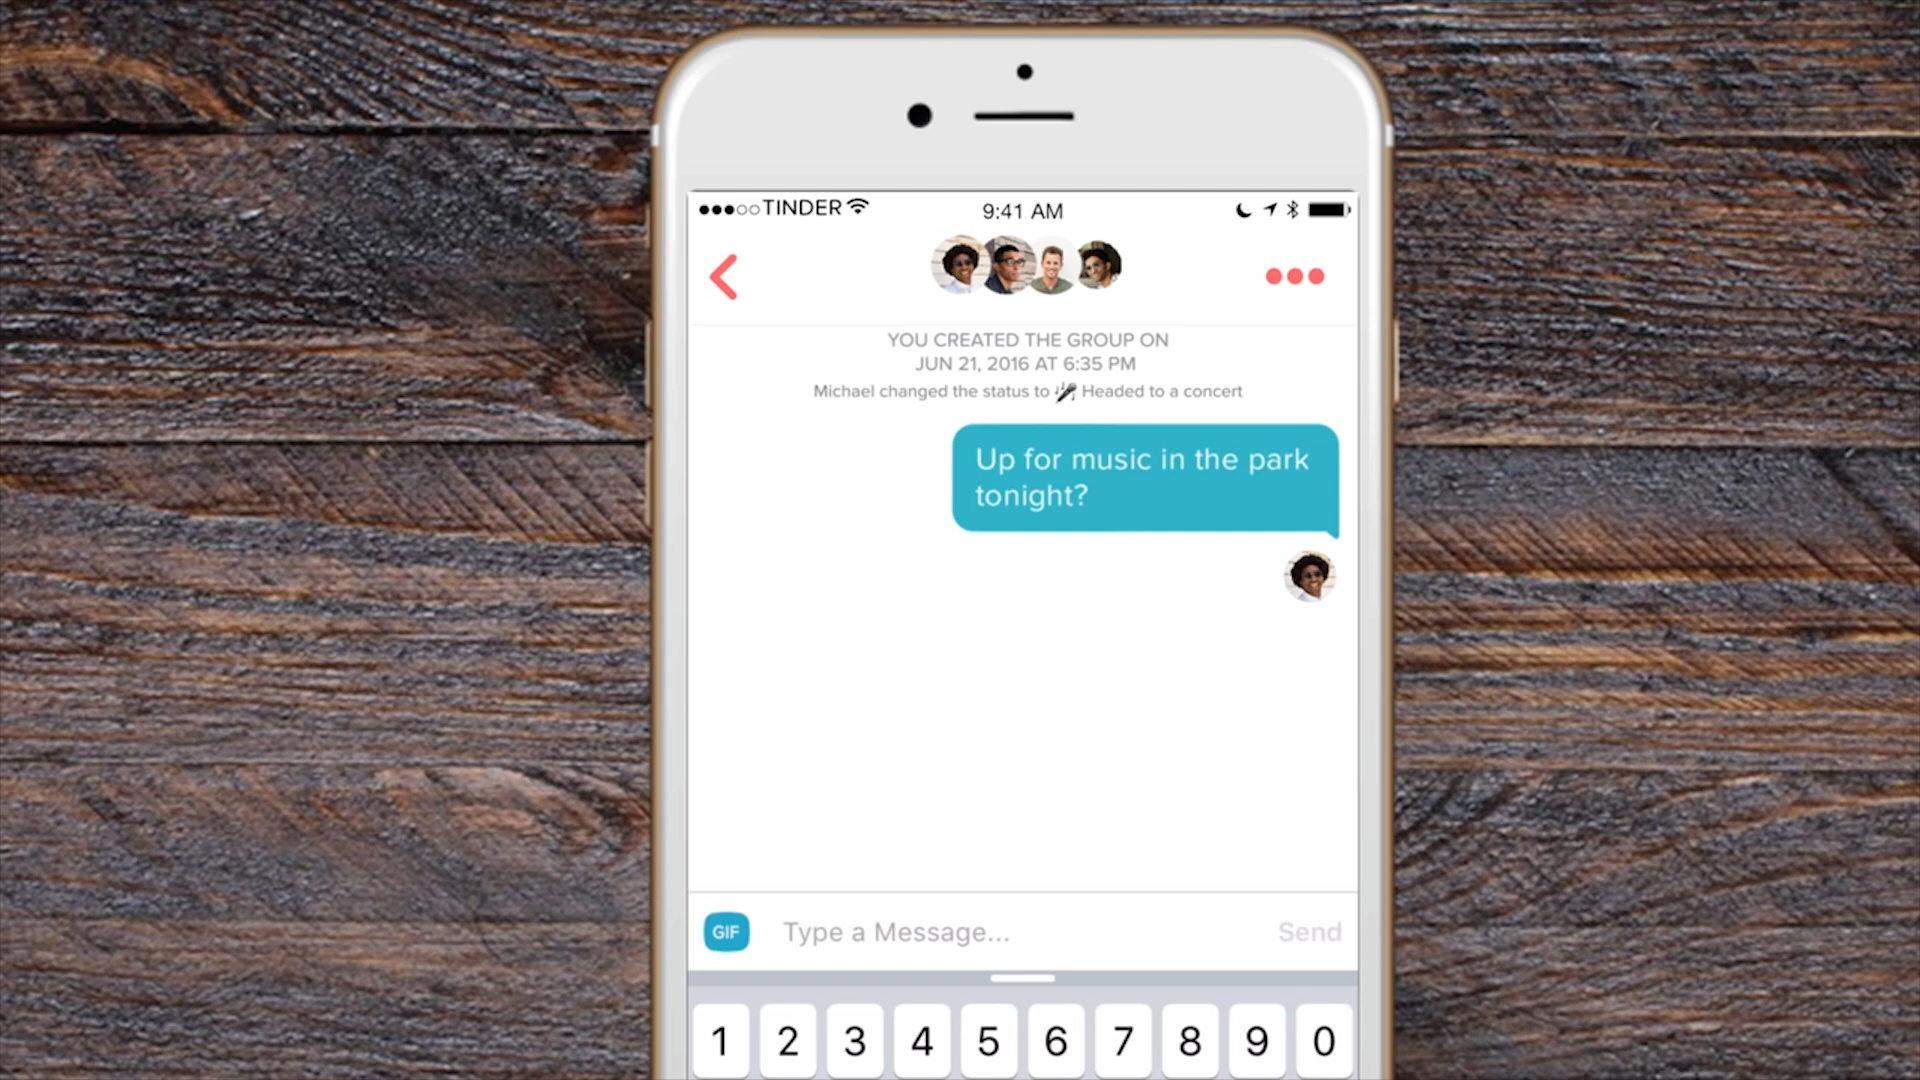 TINDER
9:41 AM
YOU CREATED THE GROUP ON
JUN 21, 2016 AT 6:35 PM
Michael changed the status to 🎤 Headed to a concert
Up for music in the park
tonight?
GIF Type a Message... Send
1 2 3 4 5 6 7 8 9 0